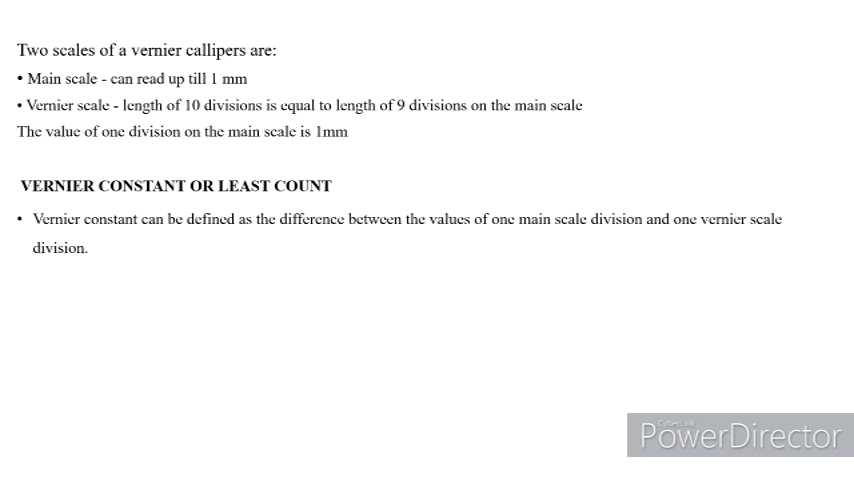 Two scales of a vernier callipers are:
• Main scale - can read up till 1 mm
• Vernier scale - length of 10 divisions is equal to length of 9 divisions on the main scale
The value of one division on the main scale is 1mm
VERNIER CONSTANT OR LEAST COUNT
• Vernier constant can be defined as the difference between the values of one main scale division and one vernier scale
division.
CyberLink
PowerDirector